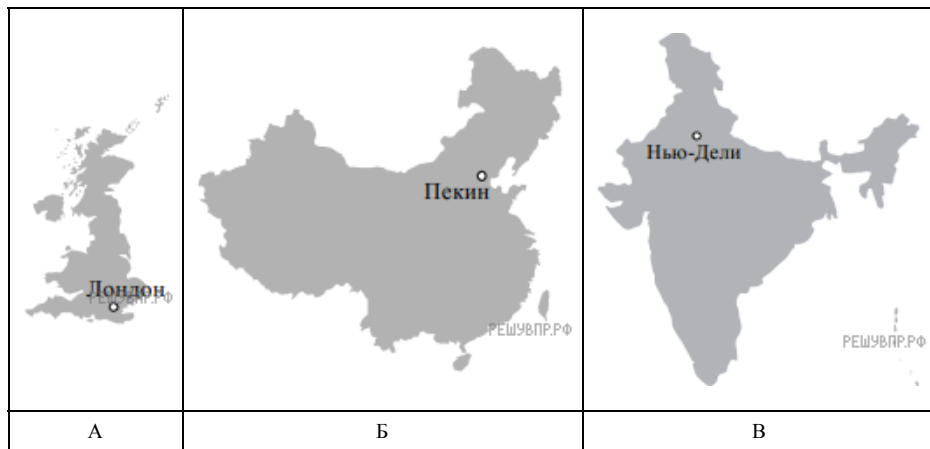 Лондон
РЕШУВПР.РФ
Пекин
РЕШУВПР.РФ
Нью-Дели
РЕШУВПР.РФ
А
Б
В